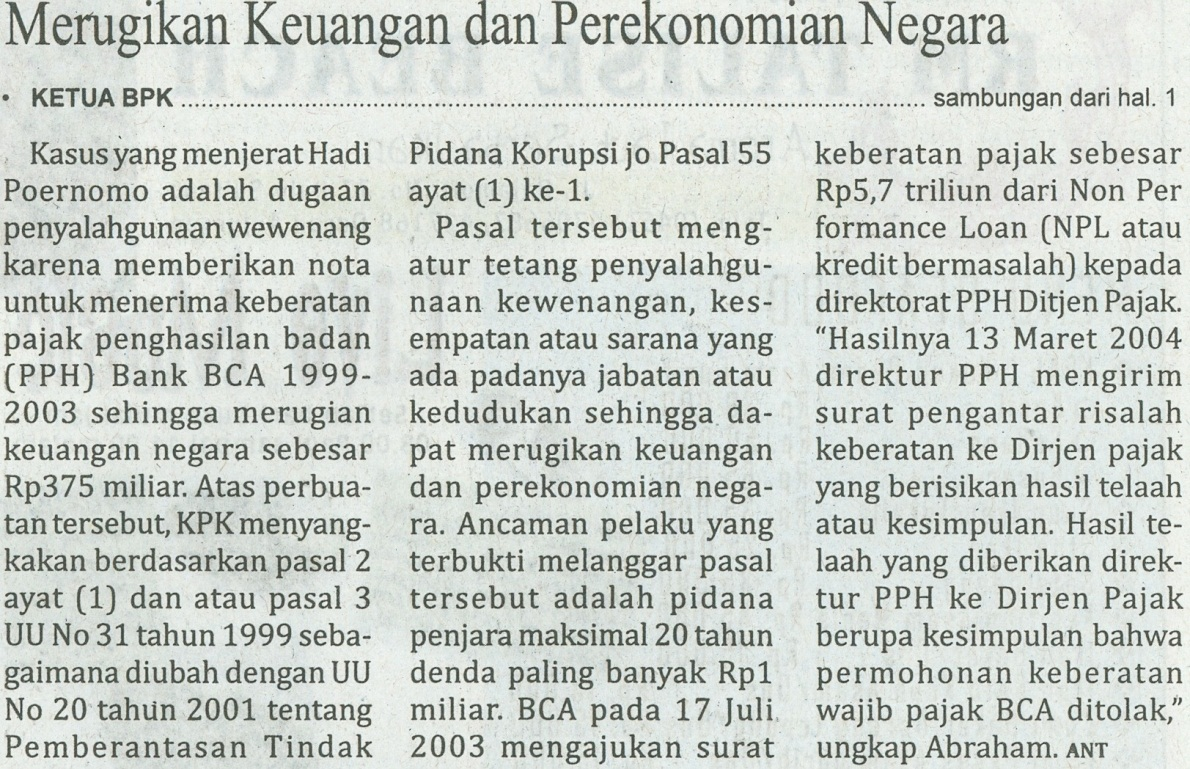 Merugikan Keuangan dan Perekonomian Negara
• KETUA BPK ........................................................................................................ sambungan dari hal. 1
Kasus yang menjerat Hadi
Poernomo adalah dugaan
penyalahgunaan wewenang
karena memberikan nota
untuk menerima keberatan
pajak penghasilan badan
(PPH) Bank BCA 1999-
2003 sehingga merugian
keuangan negara sebesar
Rp375 miliar. Atas perbua-
tan tersebut, KPK menyang-
kakan berdasarkan pasal 2
ayat (1) dan atau pasal 3
UU No 31 tahun 1999 seba-
gaimana diubah dengan UU
No 20 tahun 2001 tentang
Pemberantasan Tindak
Pidana Korupsi jo Pasal 55
ayat (1) ke-1.
Pasal tersebut meng-
atur tetang penyalahgu-
naan kewenangan, kes-
empatan atau sarana yang
ada padanya jabatan atau
kedudukan sehingga da-
pat merugikan keuangan
dan perekonomian nega-
ra. Ancaman pelaku yang
terbukti melanggar pasal
tersebut adalah pidana
penjara maksimal 20 tahun
denda paling banyak Rp1
miliar. BCA pada 17 Juli
2003 mengajukan surat
keberatan pajak sebesar
Rp5,7 triliun dari Non Per
formance Loan (NPL atau
kredit bermasalah) kepada
direktorat PPH Ditjen Pajak.
“Hasilnya 13 Maret 2004
direktur PPH mengirim
surat pengantar risalah
keberatan ke Dirjen pajak
yang berisikan hasil telaah
atau kesimpulan. Hasil te-
laah yang diberikan direk-
tur PPH ke Dirjen Pajak
berupa kesimpulan bahwa
permohonan keberatan
wajib pajak BCA ditolak,”
ungkap Abraham. ANT